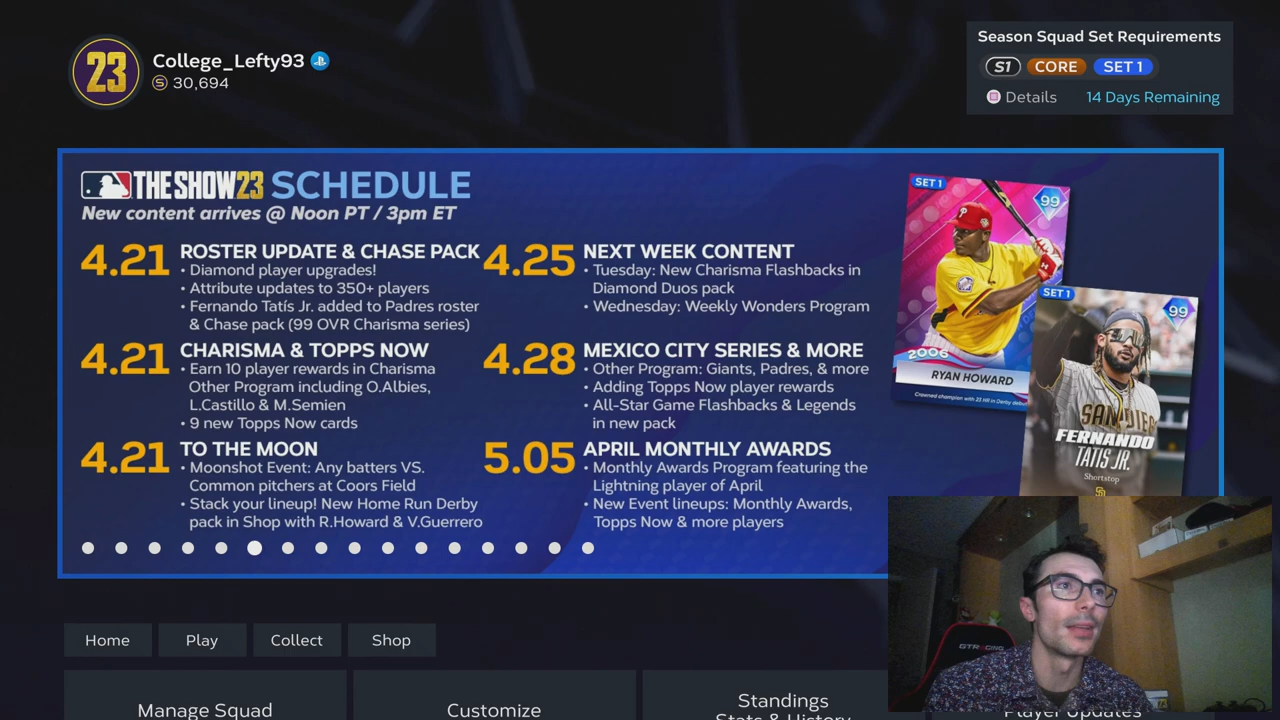 23
College_Lefty93
30,694
Season Squad Set Requirements
S1 CORE SET 1
Details 14 Days Remaining
THE SHOW23 SCHEDULE
New content arrives @ Noon PT / 3pm ET
4.21 ROSTER UPDATE & CHASE PACK
• Diamond player upgrades!
• Attribute updates to 350+ players
• Fernando Tatís Jr. added to Padres roster
& Chase pack (99 OVR Charisma series)
4.21 CHARISMA & TOPPS NOW
• Earn 10 player rewards in Charisma
Other Program including O.Albies,
L.Castillo & M.Semien
• 9 new Topps Now cards
4.21 TO THE MOON
• Moonshot Event: Any batters VS.
Common pitchers at Coors Field
• Stack your lineup! New Home Run Derby
pack in Shop with R.Howard & V.Guerrero
4.25 NEXT WEEK CONTENT
• Tuesday: New Charisma Flashbacks in
Diamond Duos pack
• Wednesday: Weekly Wonders Program
4.28 MEXICO CITY SERIES & MORE
• Other Program: Giants, Padres, & more
• Adding Topps Now player rewards
• All-Star Game Flashbacks & Legends
in new pack
5.05 APRIL MONTHLY AWARDS
• Monthly Awards Program featuring the
Lightning player of April
• New Event lineups: Monthly Awards,
Topps Now & more players
SET 1
99
2006
RYAN HOWARD
SET 1
99
SAN DIEG
FERNANDO
TATIS JR.
Shortstop
Home
Play
Collect
Shop
Manage Squad
Customize
Standings
Stats & History
Player Updates
GTRACING